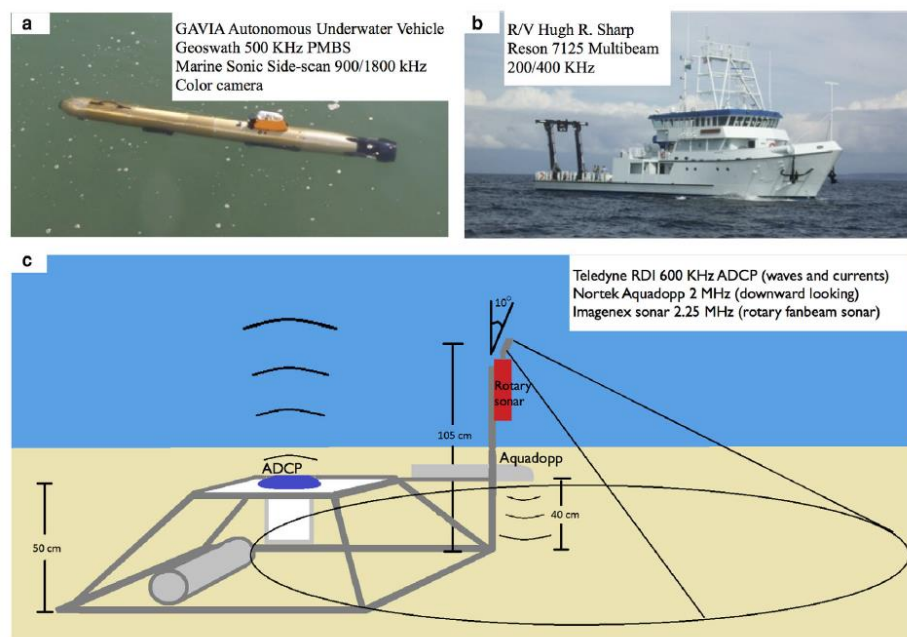 a
GAVIA Autonomous Underwater Vehicle
Geoswath 500 KHz PMBS
Marine Sonic Side-scan 900/1800 kHz
Color camera
b
R/V Hugh R. Sharp
Reson 7125 Multibeam
200/400 KHz
c
Teledyne RDI 600 KHz ADCP (waves and currents)
Nortek Aquadopp 2 MHz (downward looking)
Imagenex sonar 2.25 MHz (rotary fanbeam sonar)
10°
Rotary
sonar
105 cm
ADCP
Aquadopp
40 cm
50 cm